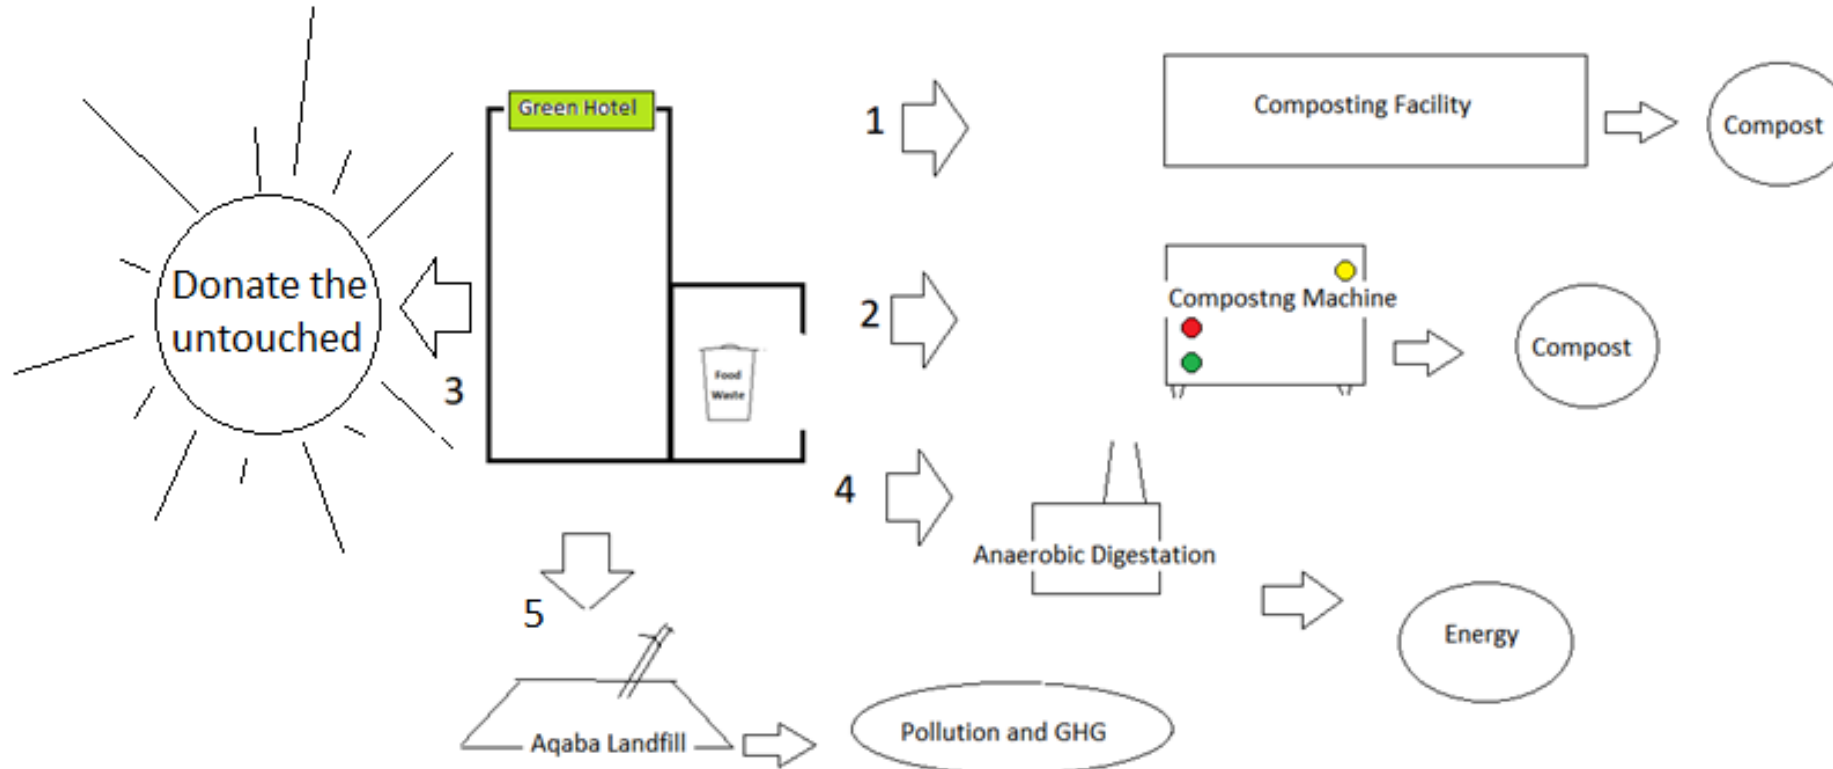 Green Hotel
1
Composting Facility
Compost
Donate the
untouched
3
Food
Waste
2
Compostng Machine
Compost
4
Anaerobic Digestation
Energy
5
Aqaba Landfill
Pollution and GHG